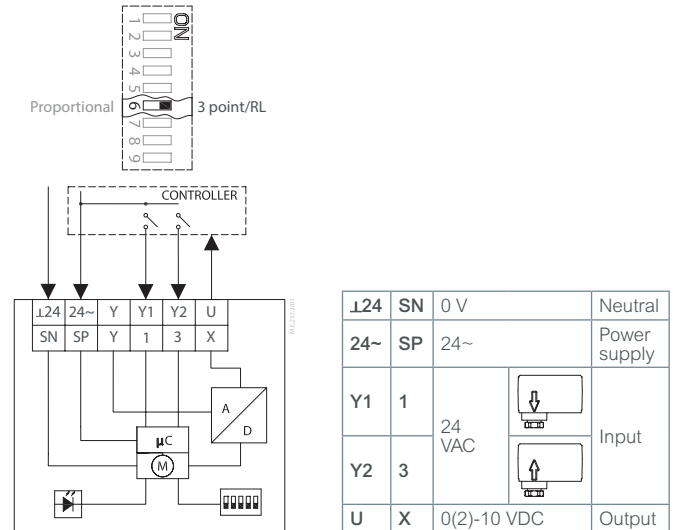 ON
1
2
3
4
5
Proportional 6 3 point/RL
7
8
9
CONTROLLER
⊥24 24~ Y Y1 Y2 U
SN SP Y 1 3 X
A
D
µC
M
⊥24 SN 0 V Neutral
24~ SP 24~ Power
supply
Y1 1
24
VAC
Input
Y2 3
U X 0(2)-10 VDC Output